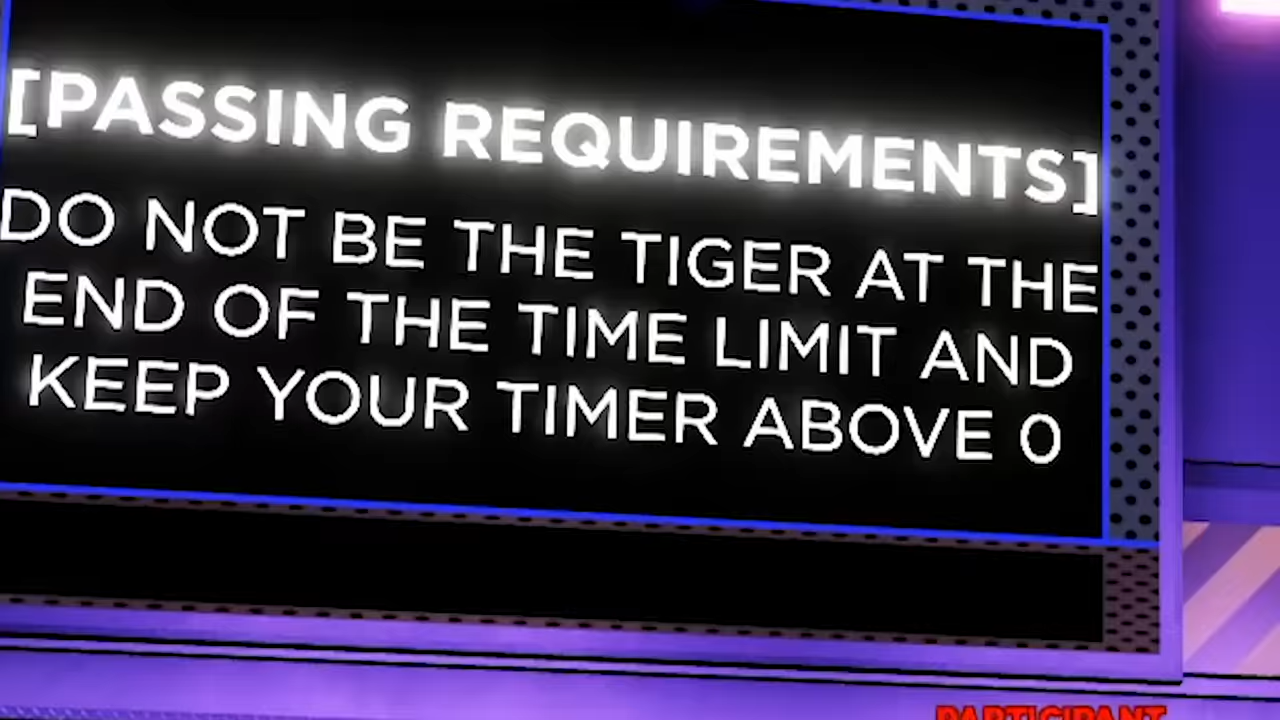 [PASSING REQUIREMENTS]
DO NOT BE THE TIGER AT THE
END OF THE TIME LIMIT AND
KEEP YOUR TIMER ABOVE 0
PARTICIPANT